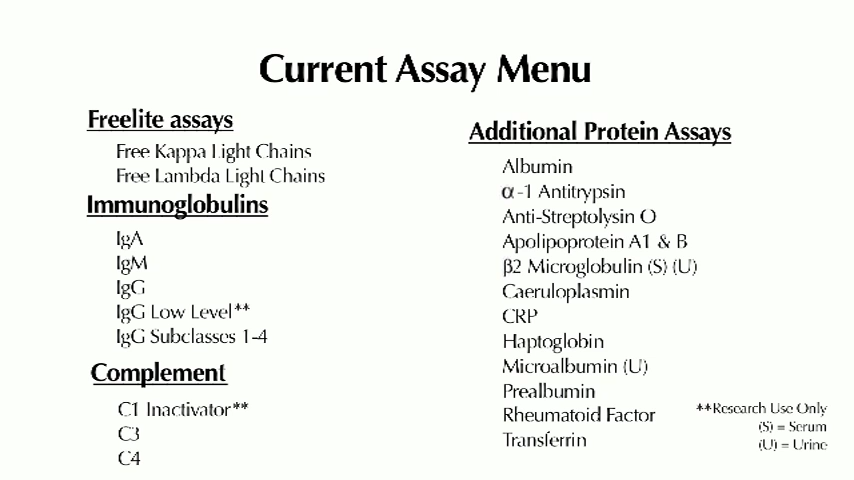 Current Assay Menu
Freelite assays
Free Kappa Light Chains
Free Lambda Light Chains
Immunoglobulins
IgA
IgM
IgG
IgG Low Level**
IgG Subclasses 1-4
Complement
C1 Inactivator**
C3
C4
Additional Protein Assays
Albumin
α-1 Antitrypsin
Anti-Streptolysin O
Apolipoprotein A1 & B
β2 Microglobulin (S) (U)
Caeruloplasmin
CRP
Haptoglobin
Microalbumin (U)
Prealbumin
Rheumatoid Factor
Transferrin
**Research Use Only
(S) = Serum
(U) = Urine